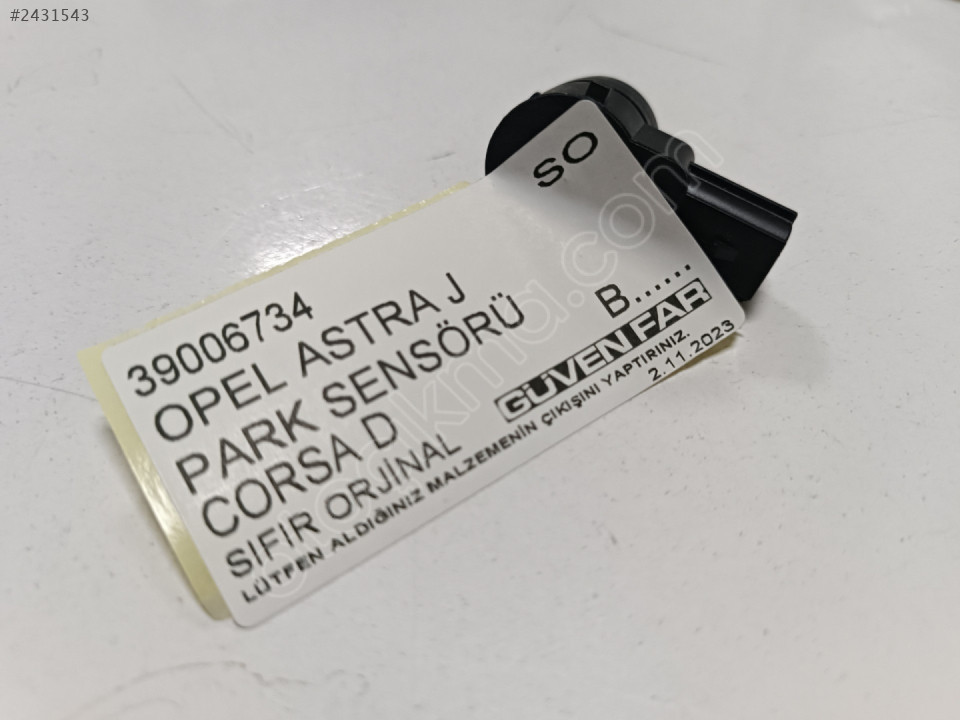 #2431543
SO
39006734
OPEL ASTRA J
PARK SENSÖRÜ
CORSA D
B......
SIFIR ORJİNAL
GÜVEN FAR
LÜTFEN ALDIĞINIZ MALZEMENİN ÇIKIŞINI YAPTIRINIZ.
2.11.2023